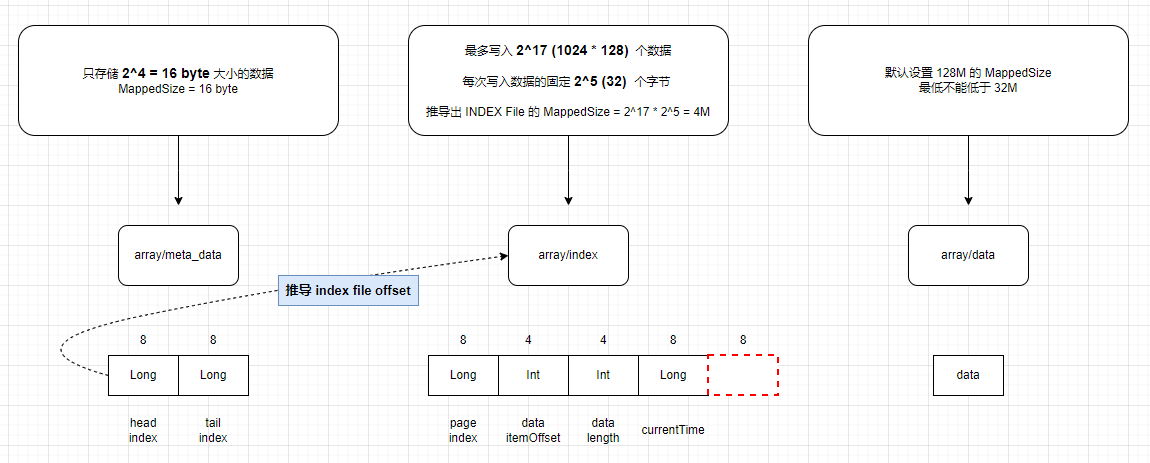 只存储 2^4 = 16 byte 大小的数据
MappedSize = 16 byte
最多写入 2^17 (1024 * 128) 个数据
每次写入数据的固定 2^5 (32) 个字节
推导出 INDEX File 的 MappedSize = 2^17 * 2^5 = 4M
默认设置 128M 的 MappedSize
最低不能低于 32M
array/meta_data
array/index
array/data
推导 index file offset
8
8
8
4
4
8
8
Long
Long
Long
Int
Int
Long
data
head
index
tail
index
page
index
data
itemOffset
data
length
currentTime